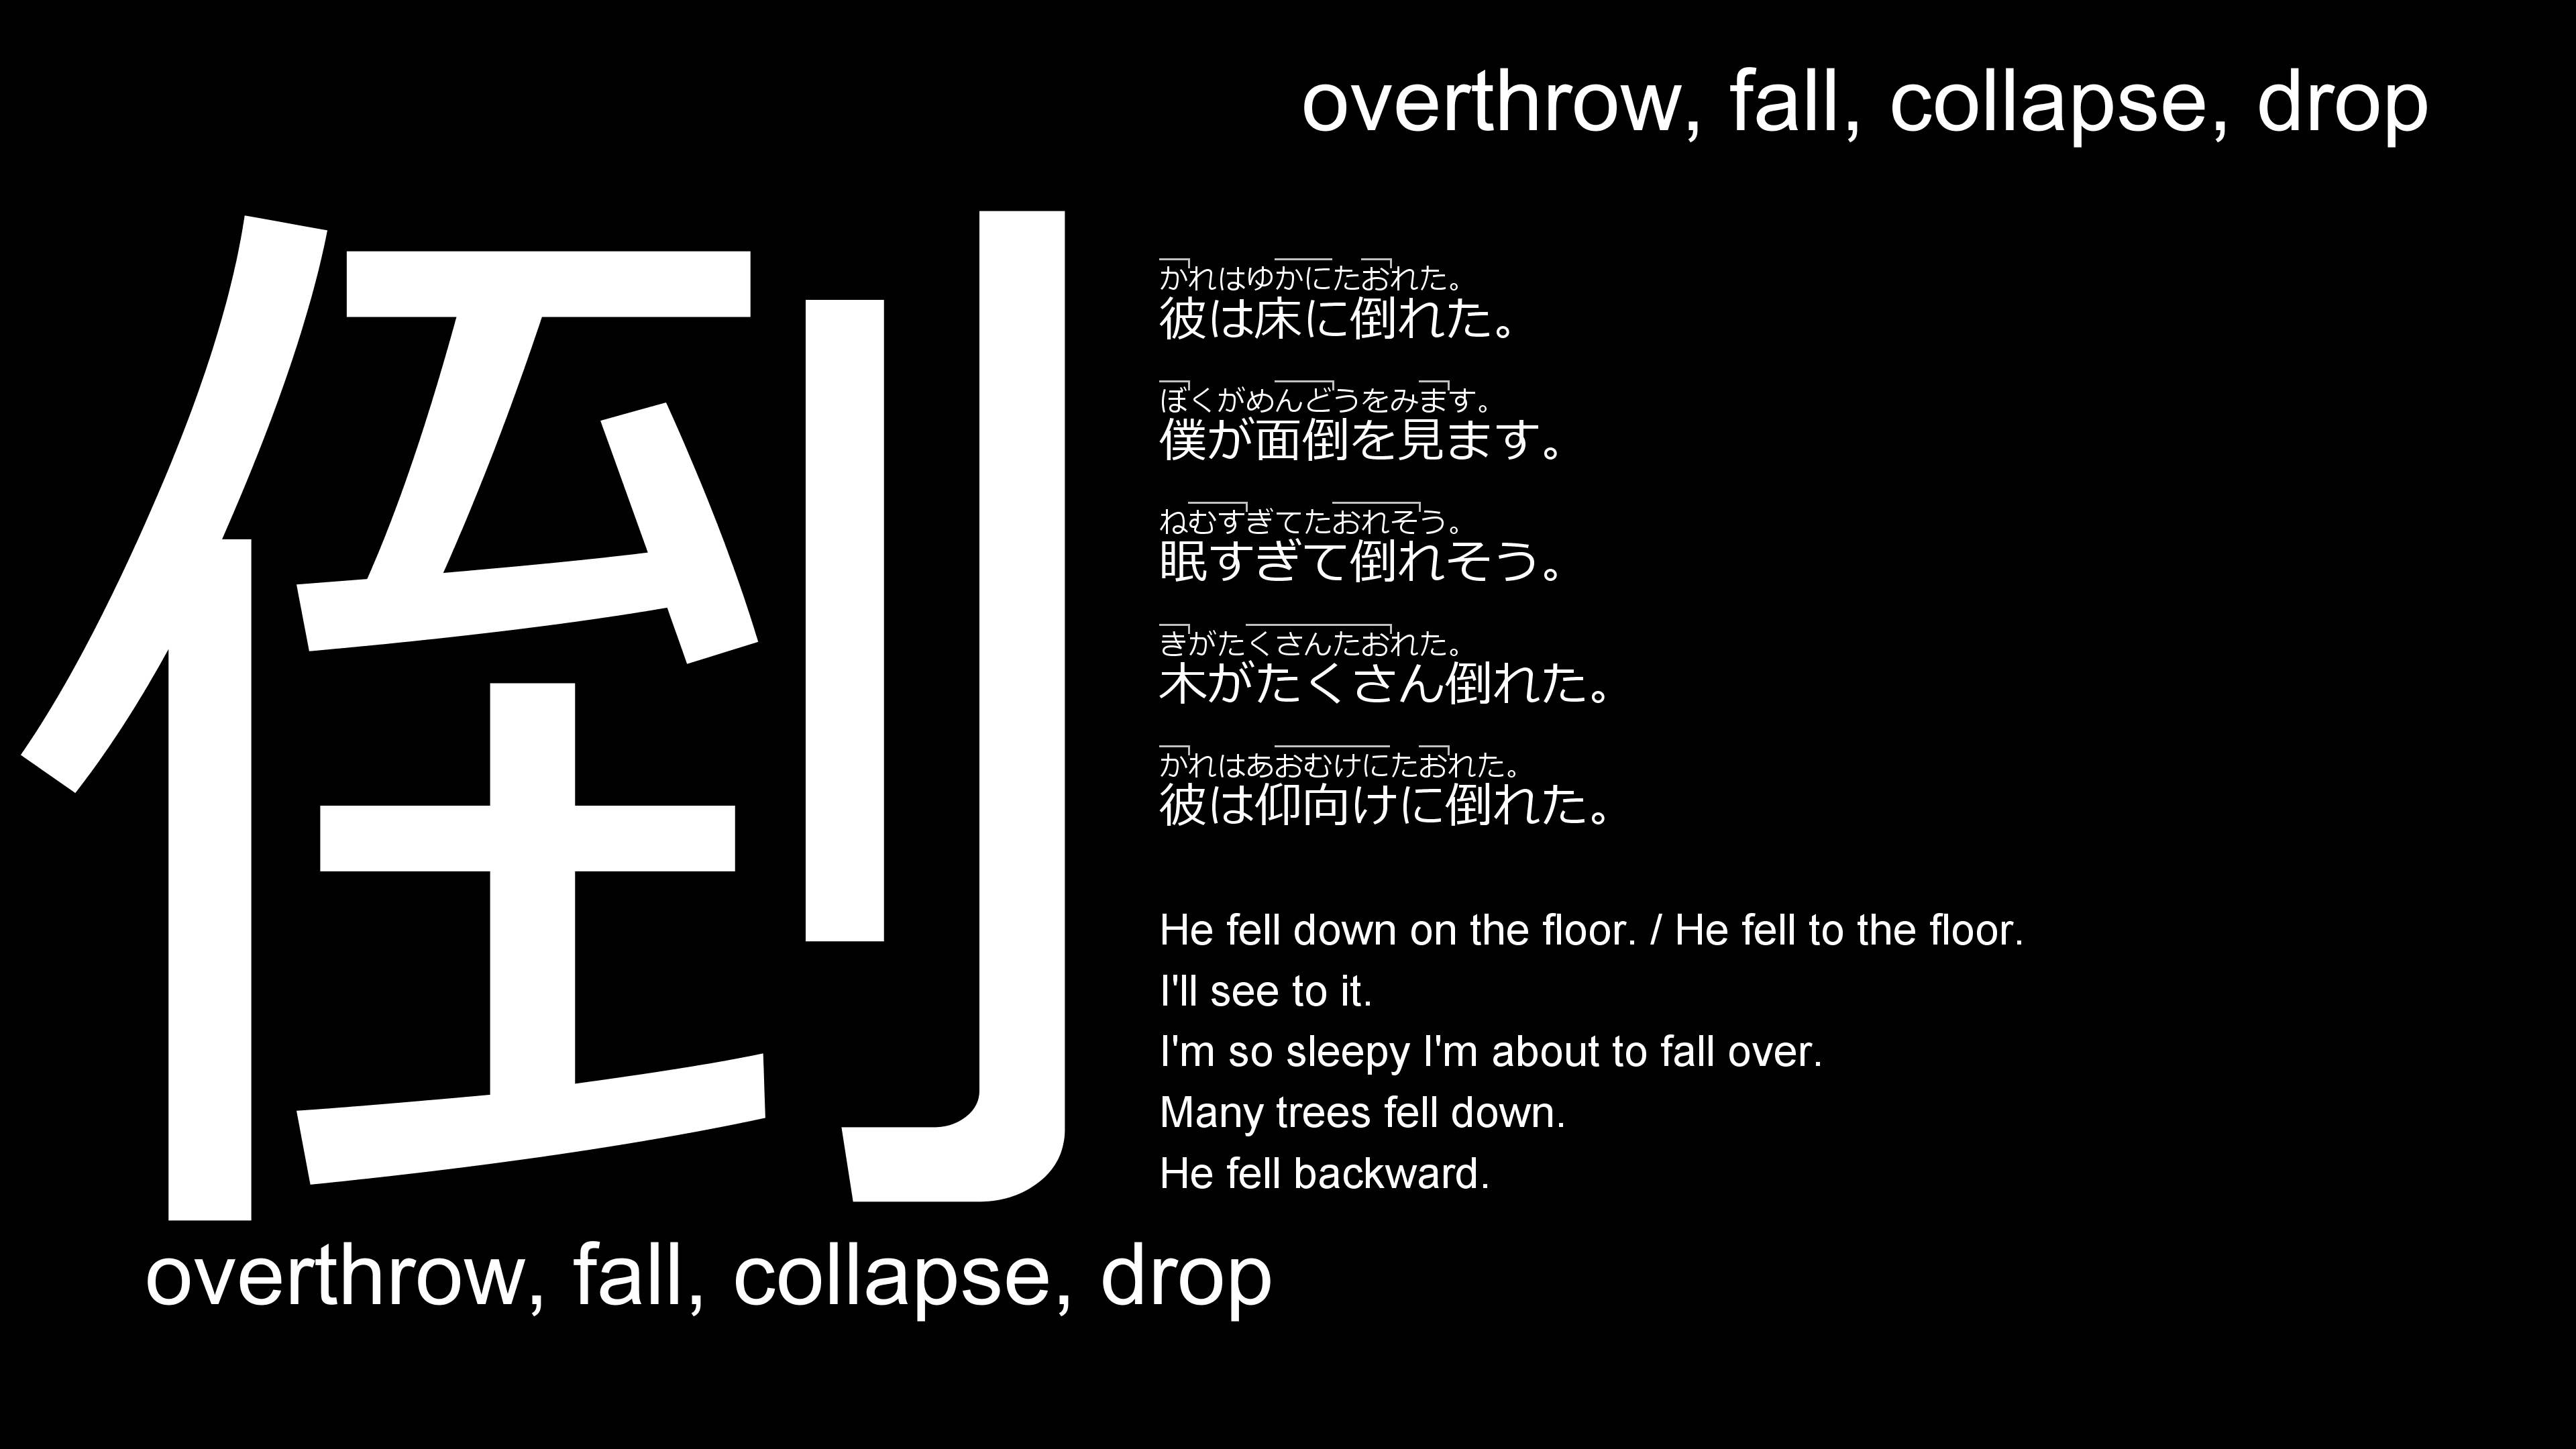 overthrow, fall, collapse, drop
倒
かれはゆかにたおれた。
彼は床に倒れた。
ぼくがめんどうをみます。
僕が面倒を見ます。
ねむすぎてたおれそう。
眠すぎて倒れそう。
きがたくさんたおれた。
木がたくさん倒れた。
かれはあおむけにたおれた。
彼は仰向けに倒れた。
He fell down on the floor. / He fell to the floor.
I'll see to it.
I'm so sleepy I'm about to fall over.
Many trees fell down.
He fell backward.
overthrow, fall, collapse, drop